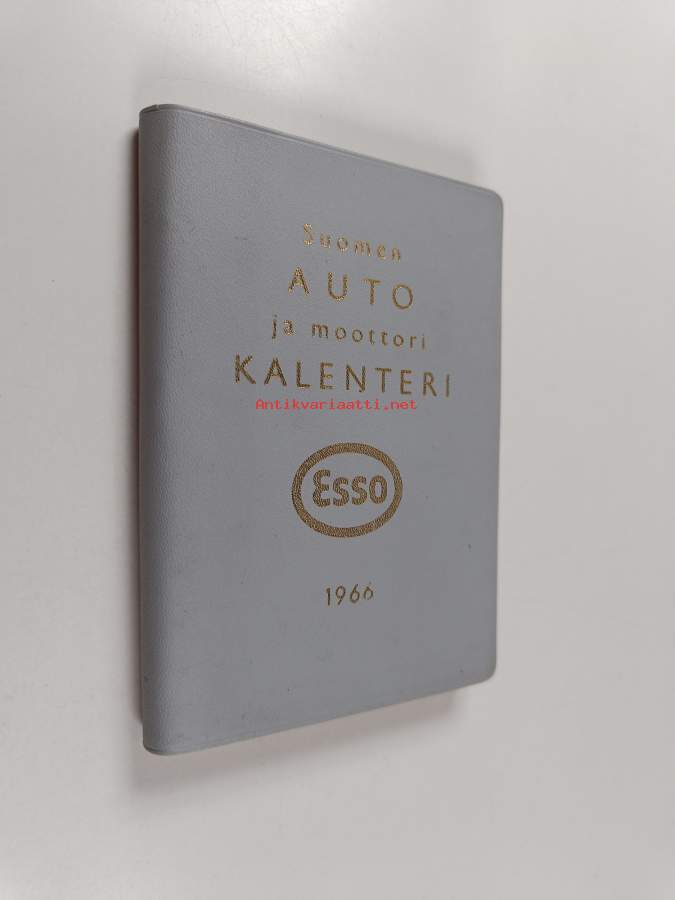 Suomen
AUTO
ja moottori
KALENTERI
Antikvariaatti.net
Esso
1966